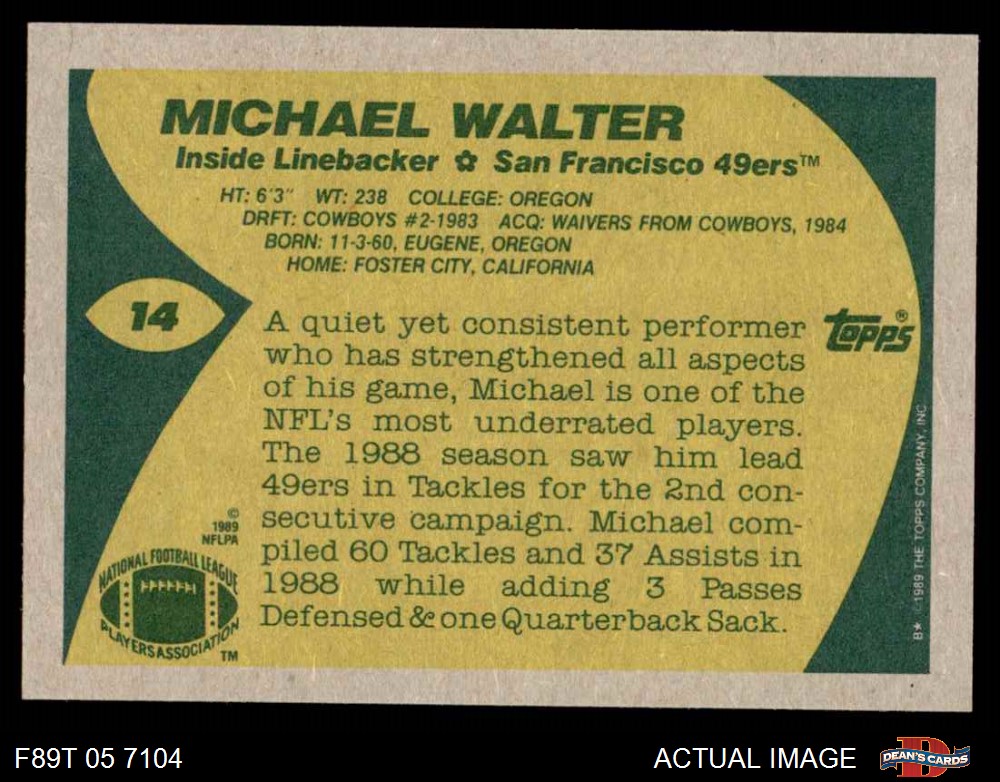 MICHAEL WALTER
Inside Linebacker ✿ San Francisco 49ers™
HT: 6'3" WT: 238 COLLEGE: OREGON
DRFT: COWBOYS #2-1983 ACQ: WAIVERS FROM COWBOYS, 1984
BORN: 11-3-60, EUGENE, OREGON
HOME: FOSTER CITY, CALIFORNIA
14
A quiet yet consistent performer
who has strengthened all aspects
of his game, Michael is one of the
NFL's most underrated players.
The 1988 season saw him lead
49ers in Tackles for the 2nd con-
secutive campaign. Michael com-
piled 60 Tackles and 37 Assists in
1988 while adding 3 Passes
Defensed & one Quarterback Sack.
TOPPS®
©
1989
NFLPA
NATIONAL FOOTBALL LEAGUE
PLAYERS ASSOCIATION
TM
B★ 1989 THE TOPPS COMPANY, INC
F89T 05 7104
ACTUAL IMAGE
D
DEAN'S CARDS